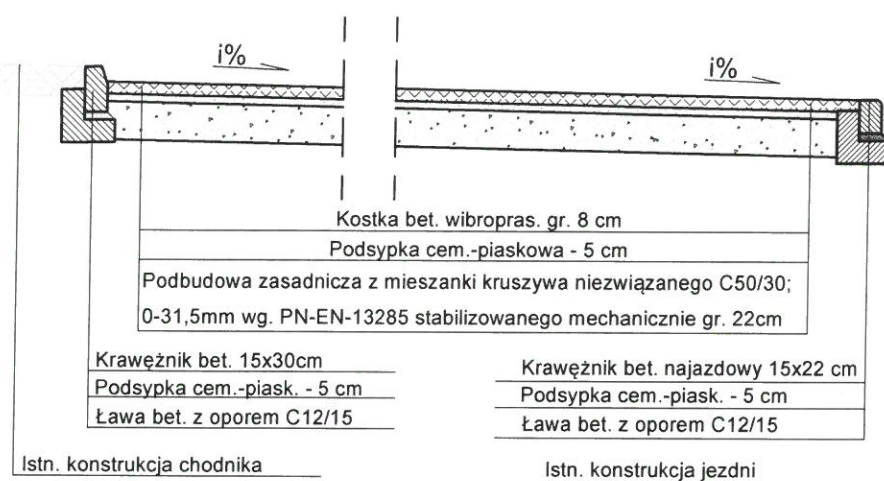 i%
i%
Kostka bet. wibropras. gr. 8 cm
Podsypka cem.-piaskowa - 5 cm
Podbudowa zasadnicza z mieszanki kruszywa niezwiązanego C50/30;
0-31,5mm wg. PN-EN-13285 stabilizowanego mechanicznie gr. 22cm
Krawężnik bet. 15x30cm
Podsypka cem.-piask. - 5 cm
Ława bet. z oporem C12/15
Krawężnik bet. najazdowy 15x22 cm
Podsypka cem.-piask. - 5 cm
Ława bet. z oporem C12/15
Istn. konstrukcja chodnika
Istn. konstrukcja jezdni